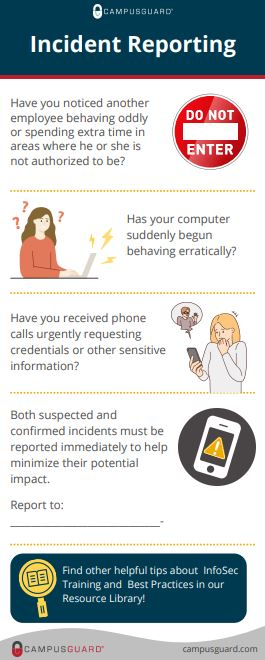 CAMPUSGUARD
Incident Reporting
Have you noticed another
employee behaving oddly
or spending extra time in
areas where he or she is
not authorized to be?
DO NOT
ENTER
? ? ?
Has your computer
suddenly begun
behaving erratically?
Have you received phone
calls urgently requesting
credentials or other sensitive
information?
Both suspected and
confirmed incidents must be
reported immediately to help
minimize their potential
impact.
!
Report to:
____________________________-
Find other helpful tips about InfoSec
Training and Best Practices in our
Resource Library!
CAMPUSGUARD
campusguard.com